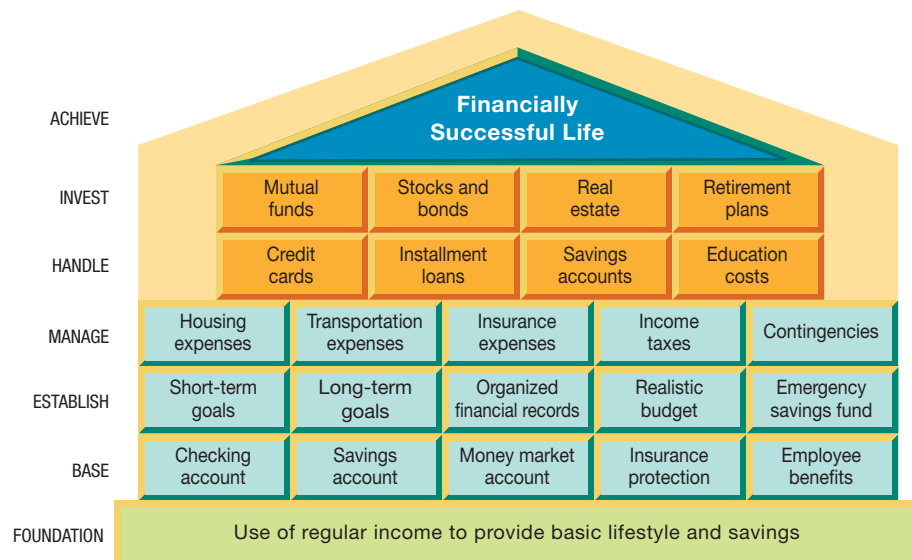 Financially
Successful Life
ACHIEVE
INVEST
Mutual
funds
Stocks and
bonds
Real
estate
Retirement
plans
HANDLE
Credit
cards
Installment
loans
Savings
accounts
Education
costs
MANAGE
Housing
expenses
Transportation
expenses
Insurance
expenses
Income
taxes
Contingencies
ESTABLISH
Short-term
goals
Long-term
goals
Organized
financial records
Realistic
budget
Emergency
savings fund
BASE
Checking
account
Savings
account
Money market
account
Insurance
protection
Employee
benefits
FOUNDATION
Use of regular income to provide basic lifestyle and savings